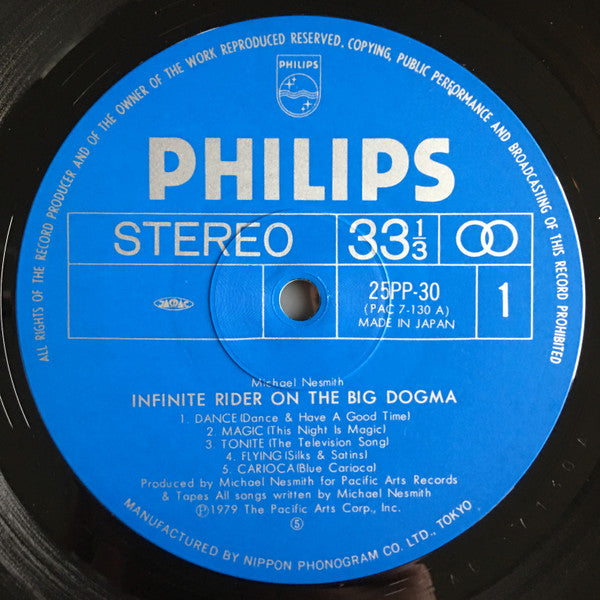 ALL RIGHTS OF THE RECORD PRODUCER AND OF THE OWNER OF THE WORK REPRODUCED RESERVED, COPYING, PUBLIC PERFORMANCE AND BROADCASTING OF THIS RECORD PROHIBITED
PHILIPS
PHILIPS
STEREO 33 1/3
JASRAC 25PP-30 1
(PAC 7-130 A)
MADE IN JAPAN
Michael Nesmith
INFINITE RIDER ON THE BIG DOGMA
1. DANCE(Dance & Have A Good Time)
2. MAGIC(This Night Is Magic)
3. TONITE(The Television Song)
4. FLYING(Silks & Satins)
5. CARIOCA(Blue Carioca)
Produced by Michael Nesmith for Pacific Arts Records
& Tapes All songs written by Michael Nesmith
Ⓟ1979 The Pacific Arts Corp., Inc.
⑤
MANUFACTURED BY NIPPON PHONOGRAM CO. LTD., TOKYO